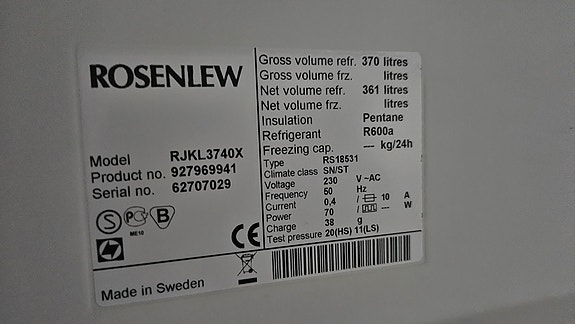 ROSENLEW
Model RJKL3740X
Product no. 927969941
Serial no. 62707029
S PC B
ME10
CE
Made in Sweden
Gross volume refr. 370 litres
Gross volume frz. litres
Net volume refr. 361 litres
Net volume frz. litres
Insulation Pentane
Refrigerant R600a
Freezing cap. --- kg/24h
Type RS18531
Climate class SN/ST
Voltage 230 V ~AC
Frequency 50 Hz
Current 0,4 / 10 A
Power 70 / --- W
Charge 38 g
Test pressure 20(HS) 11(LS)